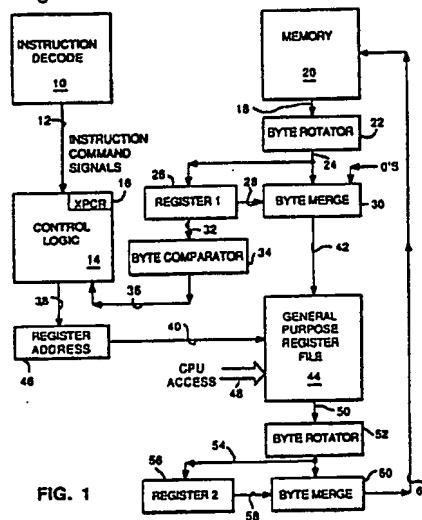 INSTRUCTION
DECODE
10
12
INSTRUCTION
COMMAND
SIGNALS
XPCR
16
CONTROL
LOGIC
14
MEMORY
20
18
BYTE ROTATOR
22
24
O'S
26
REGISTER 1
28
BYTE MERGE
30
32
BYTE COMPARATOR
34
36
38
42
REGISTER
ADDRESS
46
40
CPU
ACCESS
48
GENERAL
PURPOSE
REGISTER
FILE
44
50
BYTE ROTATOR
52
54
56
REGISTER 2
58
BYTE MERGE
60
FIG. 1